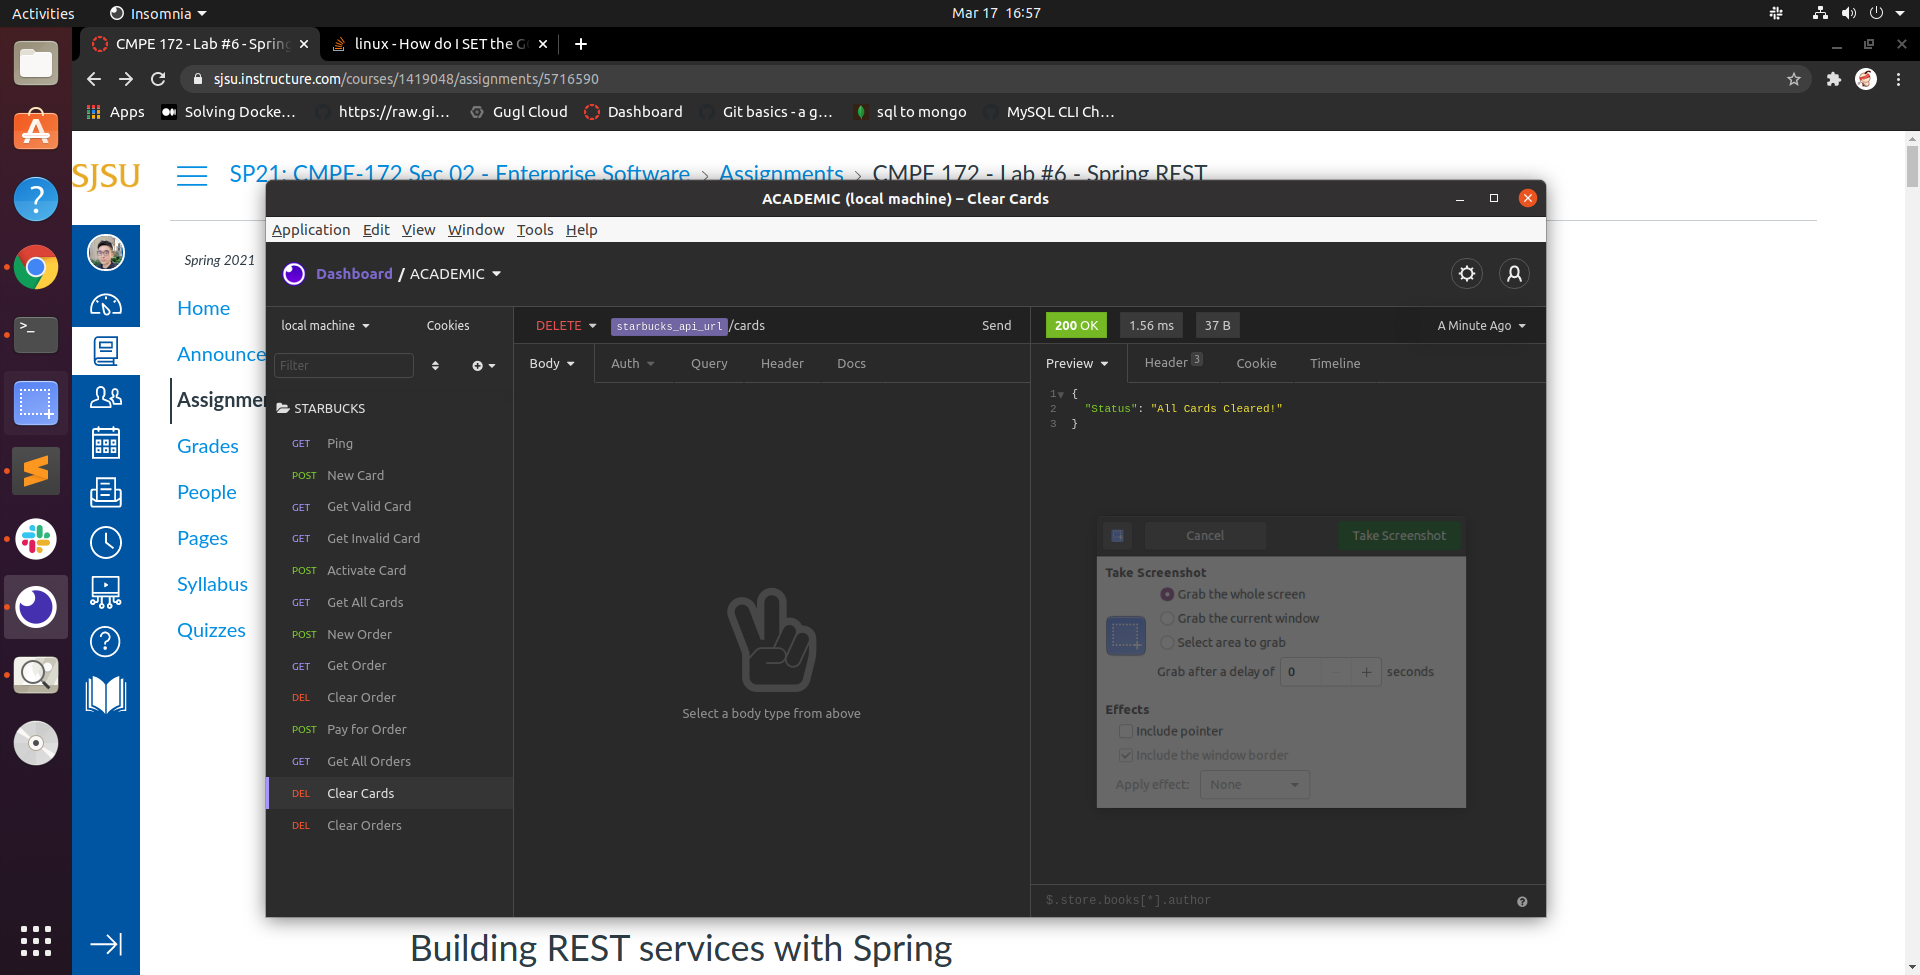 Activities
Insomnia
Mar 17 16:57
CMPE 172 - Lab #6 - Spring
linux - How do I SET the G
sjsu.instructure.com/courses/1419048/assignments/5716590
Apps
Solving Docke...
https://raw.gi...
Gugl Cloud
Dashboard
Git basics - a g...
sql to mongo
MySQL CLI Ch...
SJSU
SP21: CMPE-172 Sec 02 - Enterprise Software > Assignments > CMPE 172 - Lab #6 - Spring REST
Spring 2021
Home
Announce
Assignme
Grades
People
Pages
Syllabus
Quizzes
ACADEMIC (local machine) – Clear Cards
Application Edit View Window Tools Help
Dashboard / ACADEMIC
local machine
Cookies
DELETE
starbucks_api_url/cards
Send
200 OK
1.56 ms
37 B
A Minute Ago
Filter
Body
Auth
Query
Header
Docs
Preview
Header 3
Cookie
Timeline
1 {
2 "Status": "All Cards Cleared!"
3 }
STARBUCKS
GET Ping
POST New Card
GET Get Valid Card
GET Get Invalid Card
POST Activate Card
GET Get All Cards
POST New Order
GET Get Order
DEL Clear Order
POST Pay for Order
GET Get All Orders
DEL Clear Cards
DEL Clear Orders
Select a body type from above
Cancel
Take Screenshot
Take Screenshot
Grab the whole screen
Grab the current window
Select area to grab
Grab after a delay of 0 - + seconds
Effects
Include pointer
Include the window border
Apply effect: None
$.store.books[*].author
Building REST services with Spring